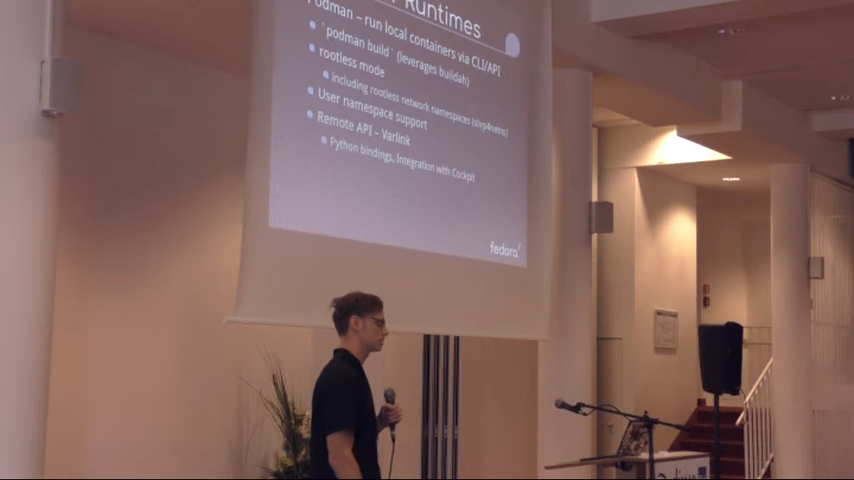 Runtimes
Podman – run local containers via CLI/API
`podman build` (leverages buildah)
rootless mode
including rootless network namespaces (slirp4netns)
User namespace support
Remote API – Varlink
Python bindings, Integration with Cockpit
fedora